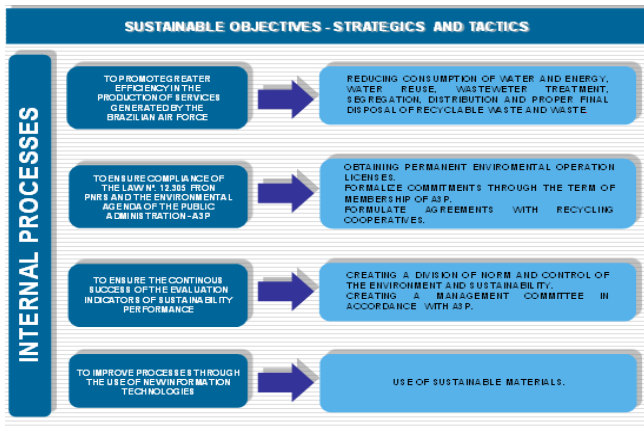 SUSTAINABLE OBJECTIVES - STRATEGICS AND TACTICS
INTERNAL PROCESSES
TO PROMOTE GREATER
EFFICIENCY IN THE
PRODUCTION OF SERVICES
GENERATED BY THE
BRAZILIAN AIR FORCE
REDUCING CONSUMPTION OF WATER AND ENERGY,
WATER REUSE, WASTEWETER TREATMENT,
SEGREGATION, DISTRIBUTION AND PROPER FINAL
DISPOSAL OF RECYCLABLE WASTE AND WASTE
TO ENSURE COMPLIANCE OF
THE LAW Nº. 12.305 FRON
PNRS AND THE ENVIRONMENTAL
AGENDA OF THE PUBLIC
ADMINISTRATION - A3P
OBTAINING PERMANENT ENVIROMENTAL OPERATION
LICENSES.
FORMALIZE COMMITMENTS THROUGH THE TERM OF
MEMBERSHIP OF A3P.
FORMULATE AGREEMENTS WITH RECYCLING
COOPERATIVES.
TO ENSURE THE CONTINOUS
SUCCESS OF THE EVALUATION
INDICATORS OF SUSTAINABILITY
PERFORMANCE
CREATING A DIVISION OF NORM AND CONTROL OF
THE ENVIRONMENT AND SUSTAINABILITY.
CREATING A MANAGEMENT COMMITTEE IN
ACCORDANCE WITH A3P.
TO IMPROVE PROCESSES THROUGH
THE USE OF NEW INFORMATION
TECHNOLOGIES
USE OF SUSTAINABLE MATERIALS.